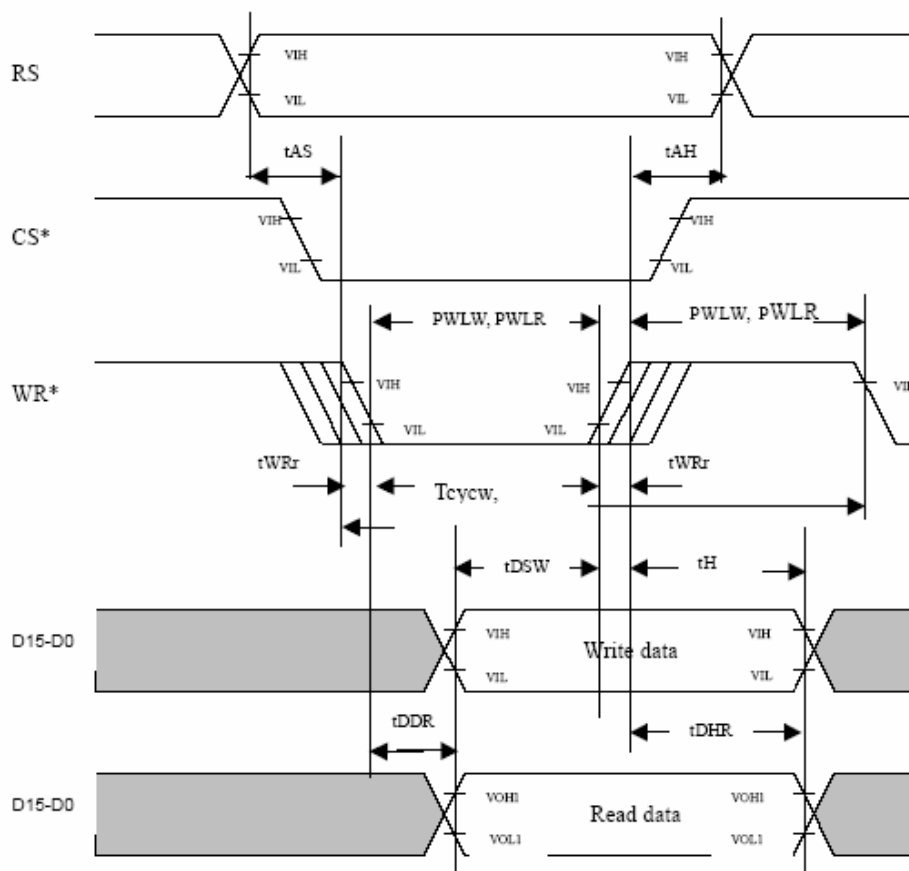 RS
VIH
VIH
VIL
VIL
tAS
tAH
CS*
VIH
VIH
VIL
VIL
PWLW, PWLR
PWLW, PWLR
WR*
VIH
VIH
VIL
VIL
tWRr
Tcycw,
tWRr
tDSW
tH
D15-D0
VIH
Write data
VIH
VIL
VIL
tDDR
tDHR
D15-D0
VOH1
Read data
VOH1
VOL1
VOL1